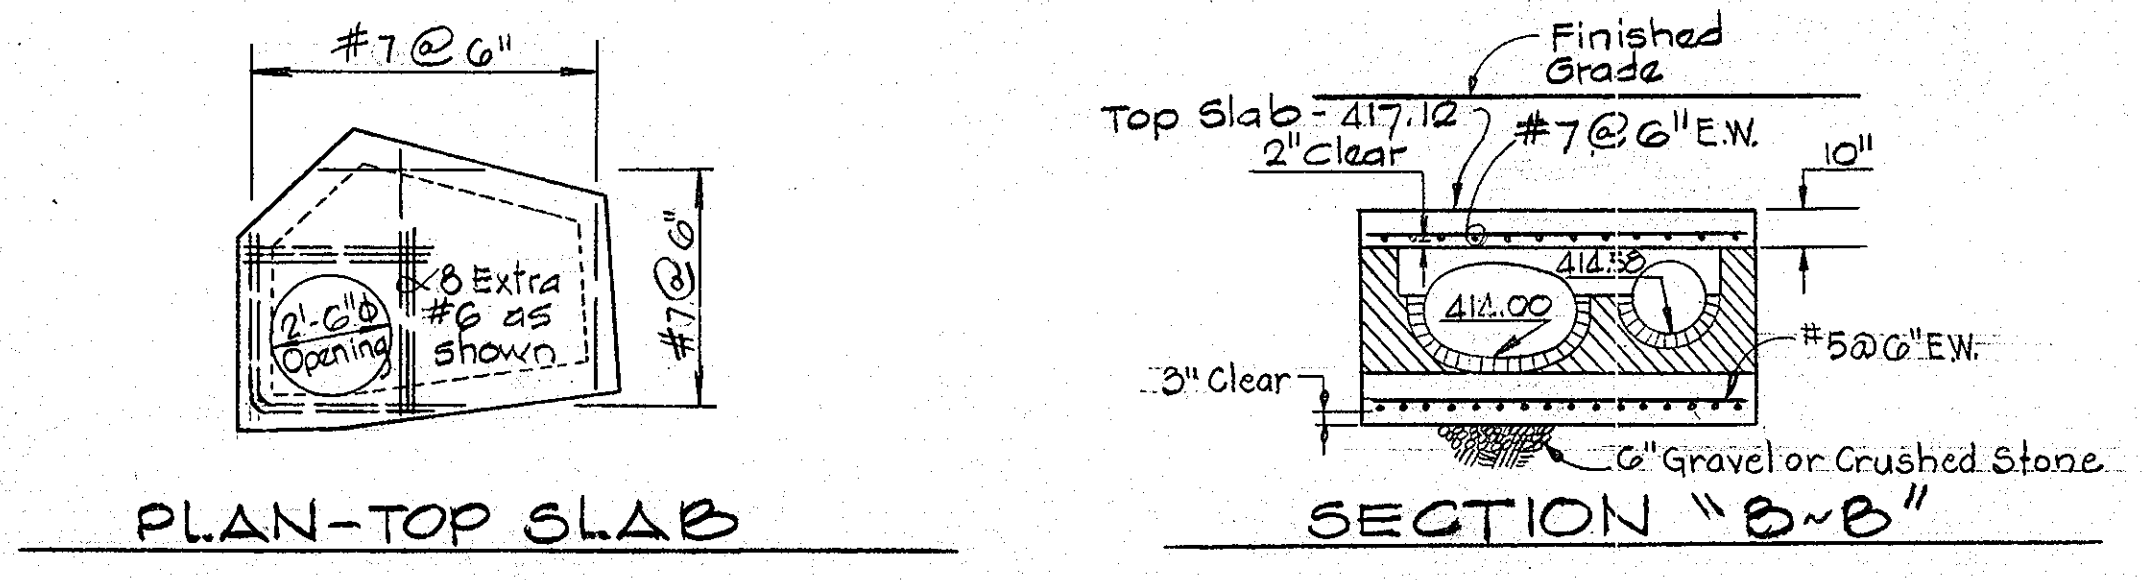 #7 @ 6"
#7@6"
8 Extra
#6 as
shown
2'-6"φ
Opening
PLAN-TOP SLAB
Finished
Grade
Top Slab - 417.12
2" Clear
#7@6" E.W.
10"
414.00
#5@6" E.W.
3" Clear
6" Gravel or Crushed Stone
SECTION "B~B"